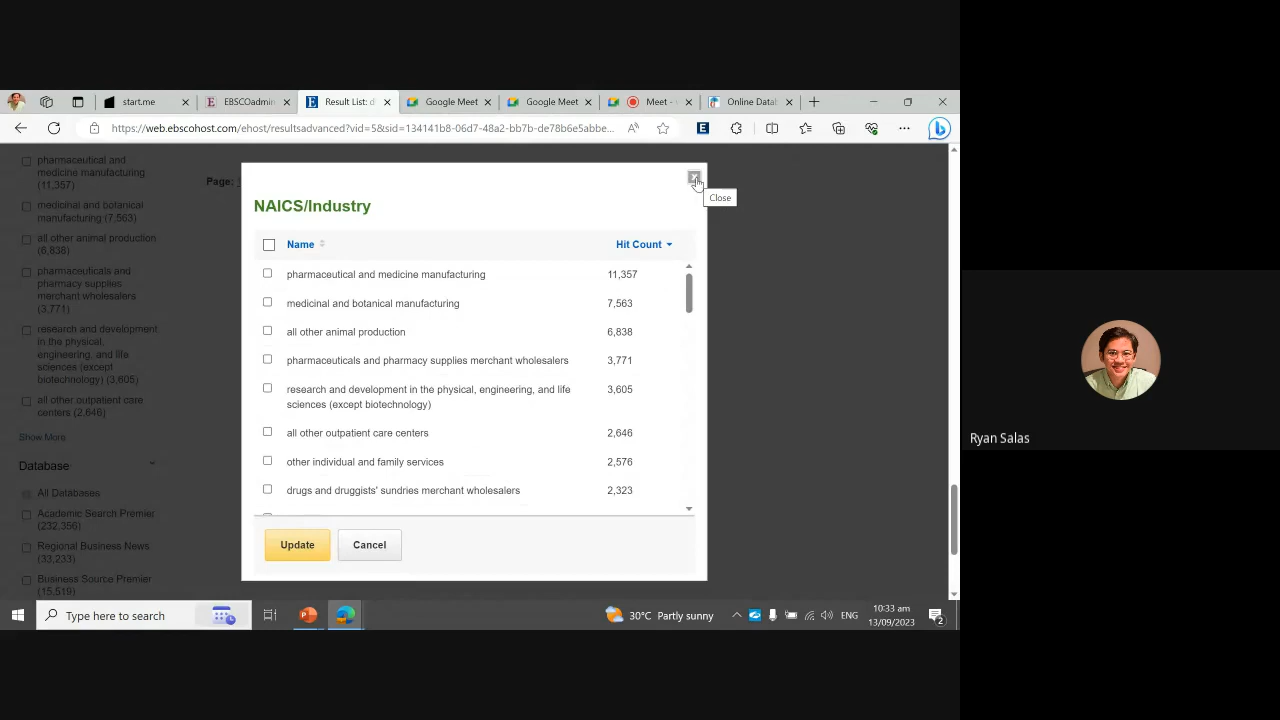 start.me
EBSCOadmin
Result List: d
Google Meet
Google Meet
Meet -
Online Datab
https://web.ebscohost.com/ehost/resultsadvanced?vid=5&sid=134141b8-06d7-48a2-bb7b-de78b6e5abbe...
pharmaceutical and
medicine manufacturing
(11,357)
medicinal and botanical
manufacturing (7,563)
all other animal production
(6,838)
pharmaceuticals and
pharmacy supplies
merchant wholesalers
(3,771)
research and development
in the physical,
engineering, and life
sciences (except
biotechnology) (3,605)
all other outpatient care
centers (2,646)
Show More
Database
All Databases
Academic Search Premier
(232,356)
Regional Business News
(33,233)
Business Source Premier
(15,519)
Page:
Close
NAICS/Industry
Name Hit Count
pharmaceutical and medicine manufacturing 11,357
medicinal and botanical manufacturing 7,563
all other animal production 6,838
pharmaceuticals and pharmacy supplies merchant wholesalers 3,771
research and development in the physical, engineering, and life 3,605
sciences (except biotechnology)
all other outpatient care centers 2,646
other individual and family services 2,576
drugs and druggists' sundries merchant wholesalers 2,323
Update Cancel
Type here to search
30°C Partly sunny
ENG
10:33 am
13/09/2023
2
Ryan Salas